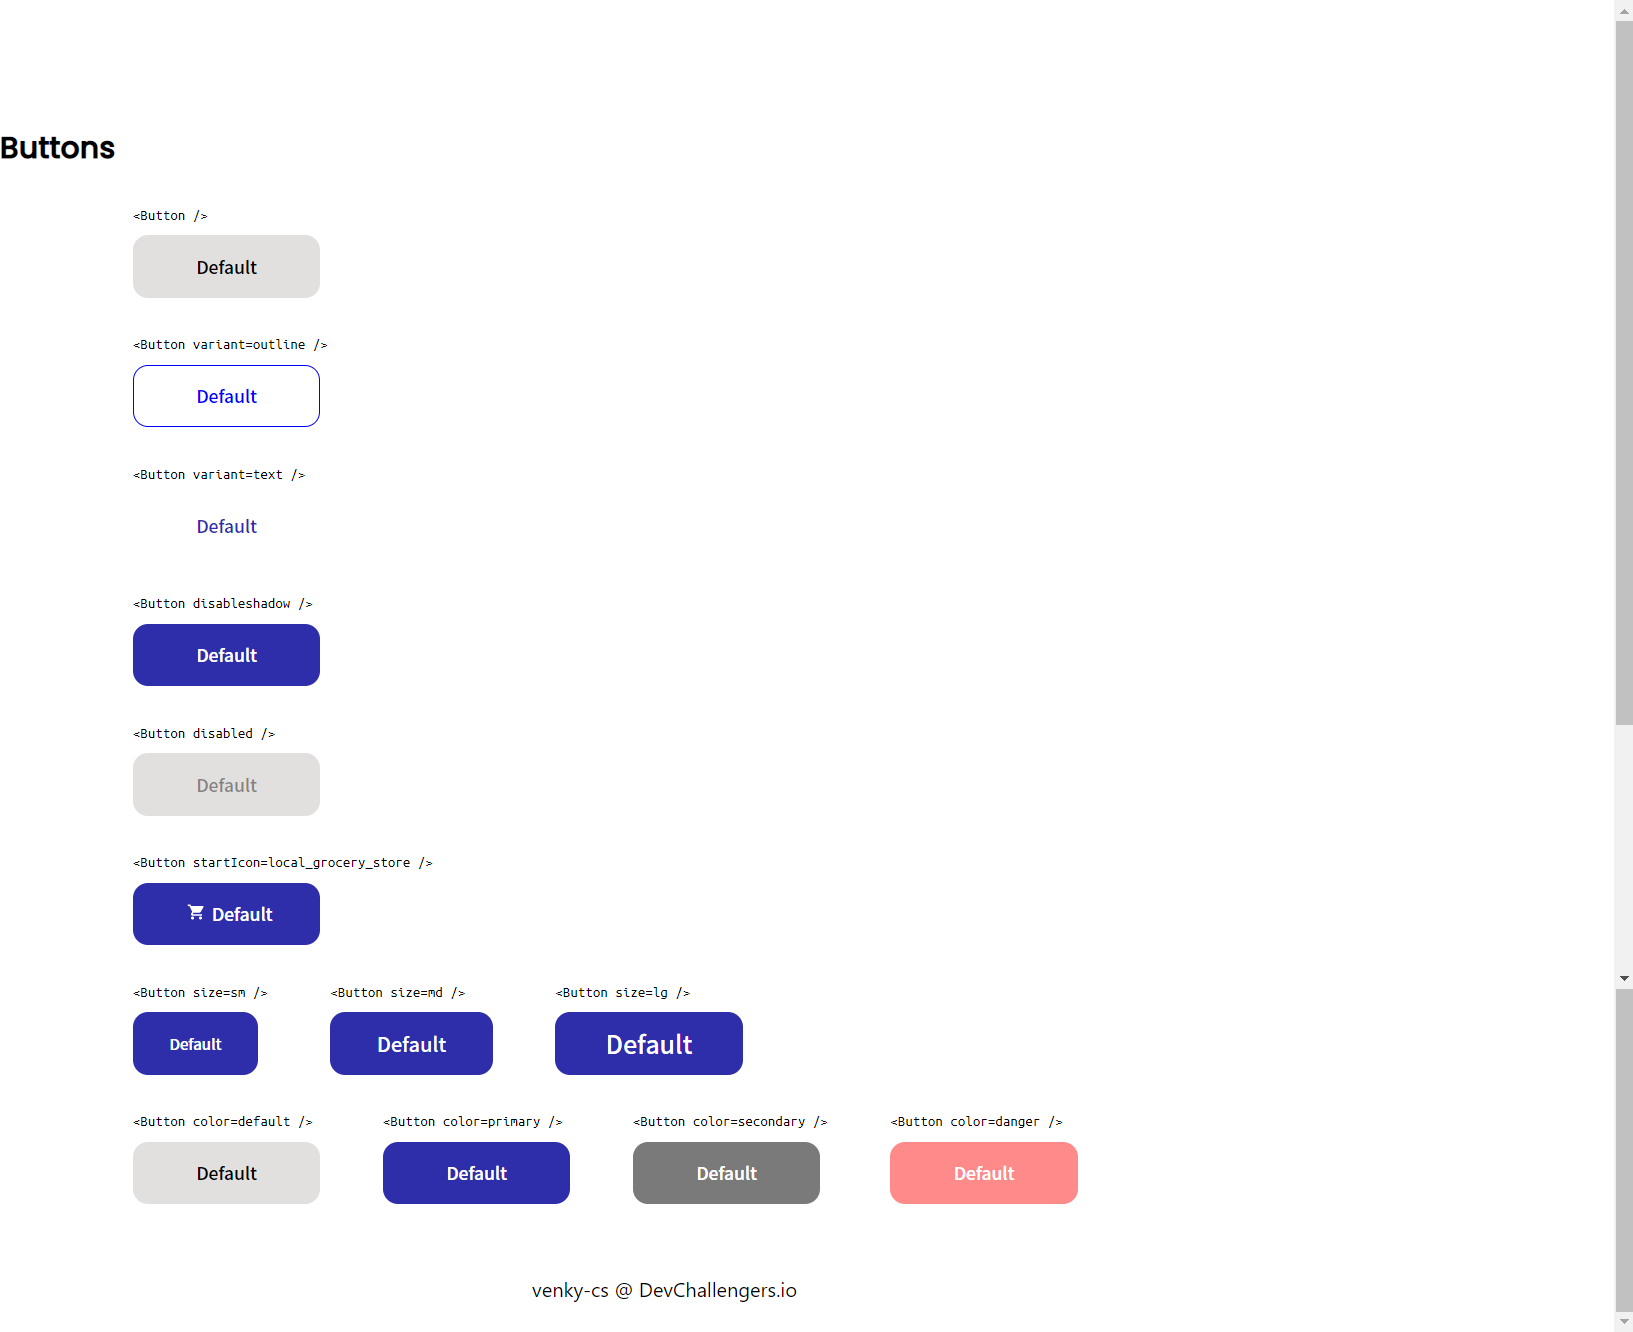 Buttons
<Button />
Default
<Button variant=outline />
Default
<Button variant=text />
Default
<Button disableshadow />
Default
<Button disabled />
Default
<Button startIcon=local_grocery_store />
Default
<Button size=sm /> <Button size=md /> <Button size=lg />
Default Default Default
<Button color=default /> <Button color=primary /> <Button color=secondary /> <Button color=danger />
Default Default Default Default
venky-cs @ DevChallengers.io